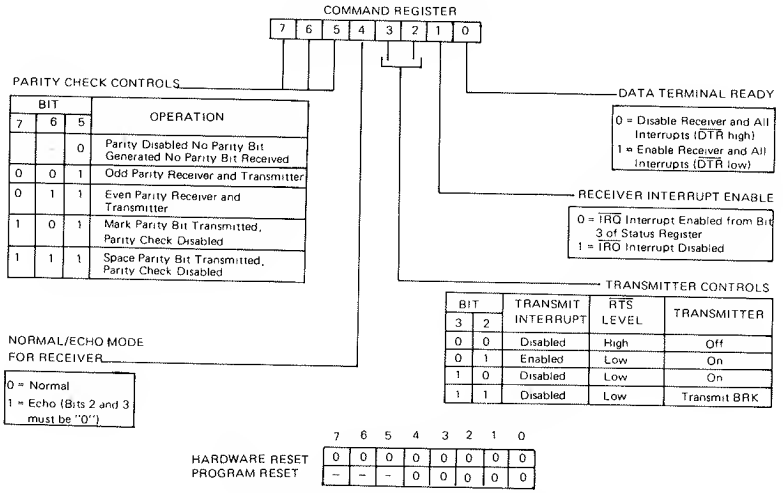 COMMAND REGISTER
7 6 5 4 3 2 1 0
PARITY CHECK CONTROLS
BIT OPERATION
7 6 5
- - 0 Parity Disabled No Parity Bit
Generated No Parity Bit Received
0 0 1 Odd Parity Receiver and Transmitter
0 1 1 Even Parity Receiver and
Transmitter
1 0 1 Mark Parity Bit Transmitted,
Parity Check Disabled
1 1 1 Space Parity Bit Transmitted,
Parity Check Disabled
DATA TERMINAL READY
0 = Disable Receiver and All
Interrupts (DTR high)
1 = Enable Receiver and All
Interrupts (DTR low)
RECEIVER INTERRUPT ENABLE
0 = IRQ Interrupt Enabled from Bit
3 of Status Register
1 = IRQ Interrupt Disabled
TRANSMITTER CONTROLS
BIT TRANSMIT RTS TRANSMITTER
3 2 INTERRUPT LEVEL
0 0 Disabled High Off
0 1 Enabled Low On
1 0 Disabled Low On
1 1 Disabled Low Transmit BRK
NORMAL/ECHO MODE
FOR RECEIVER
0 = Normal
1 = Echo (Bits 2 and 3
must be "0")
7 6 5 4 3 2 1 0
HARDWARE RESET 0 0 0 0 0 0 0 0
PROGRAM RESET - - - 0 0 0 0 0